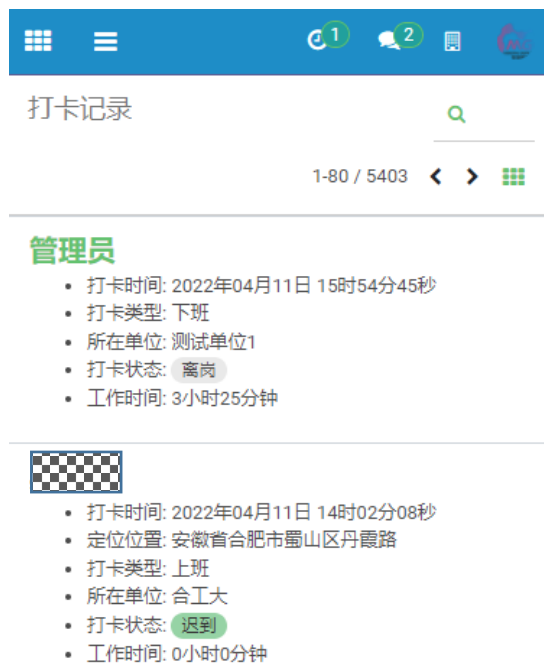 1
2
打卡记录
1-80 / 5403
管理员
打卡时间: 2022年04月11日 15时54分45秒
打卡类型: 下班
所在单位: 测试单位1
打卡状态: 离岗
工作时间: 3小时25分钟
打卡时间: 2022年04月11日 14时02分08秒
定位位置: 安徽省合肥市蜀山区丹霞路
打卡类型: 上班
所在单位: 合工大
打卡状态: 迟到
工作时间: 0小时0分钟